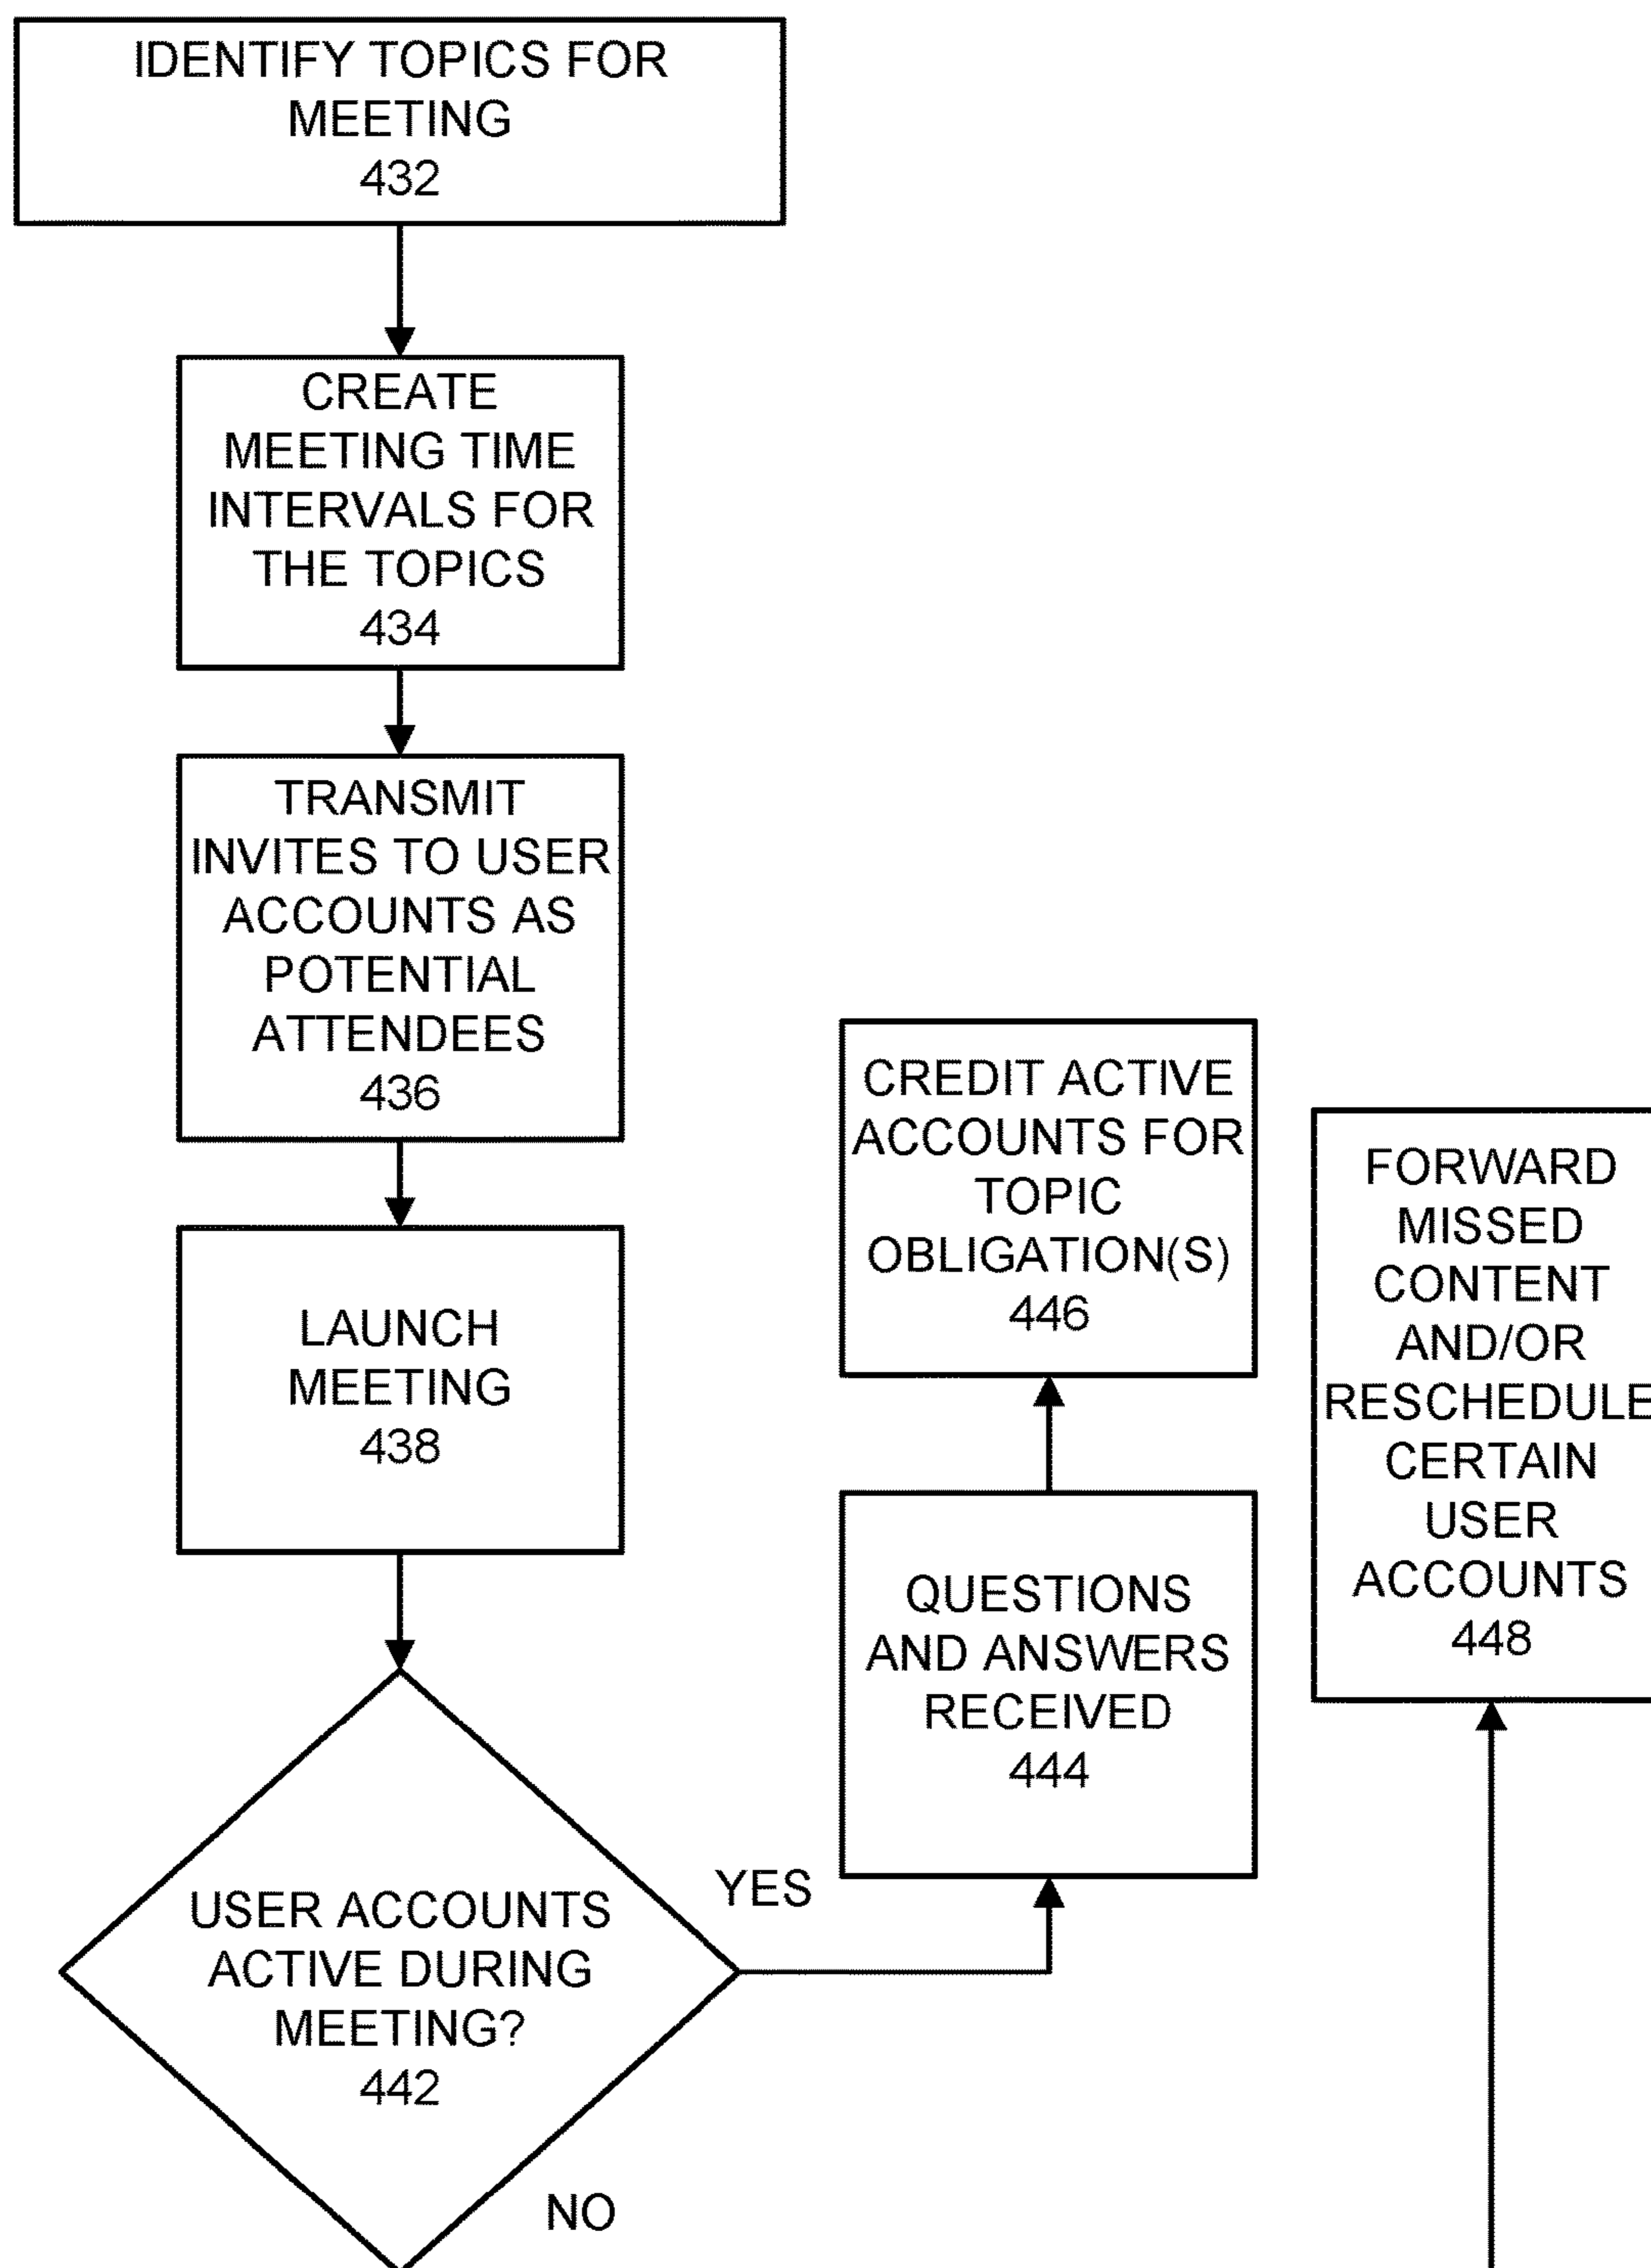 IDENTIFY TOPICS FOR
MEETING
432
CREATE
MEETING TIME
INTERVALS FOR
THE TOPICS
434
TRANSMIT
INVITES TO USER
ACCOUNTS AS
POTENTIAL
ATTENDEES
436
LAUNCH
MEETING
438
USER ACCOUNTS
ACTIVE DURING
MEETING?
442
YES
NO
QUESTIONS
AND ANSWERS
RECEIVED
444
CREDIT ACTIVE
ACCOUNTS FOR
TOPIC
OBLIGATION(S)
446
FORWARD
MISSED
CONTENT
AND/OR
RESCHEDULE
CERTAIN
USER
ACCOUNTS
448